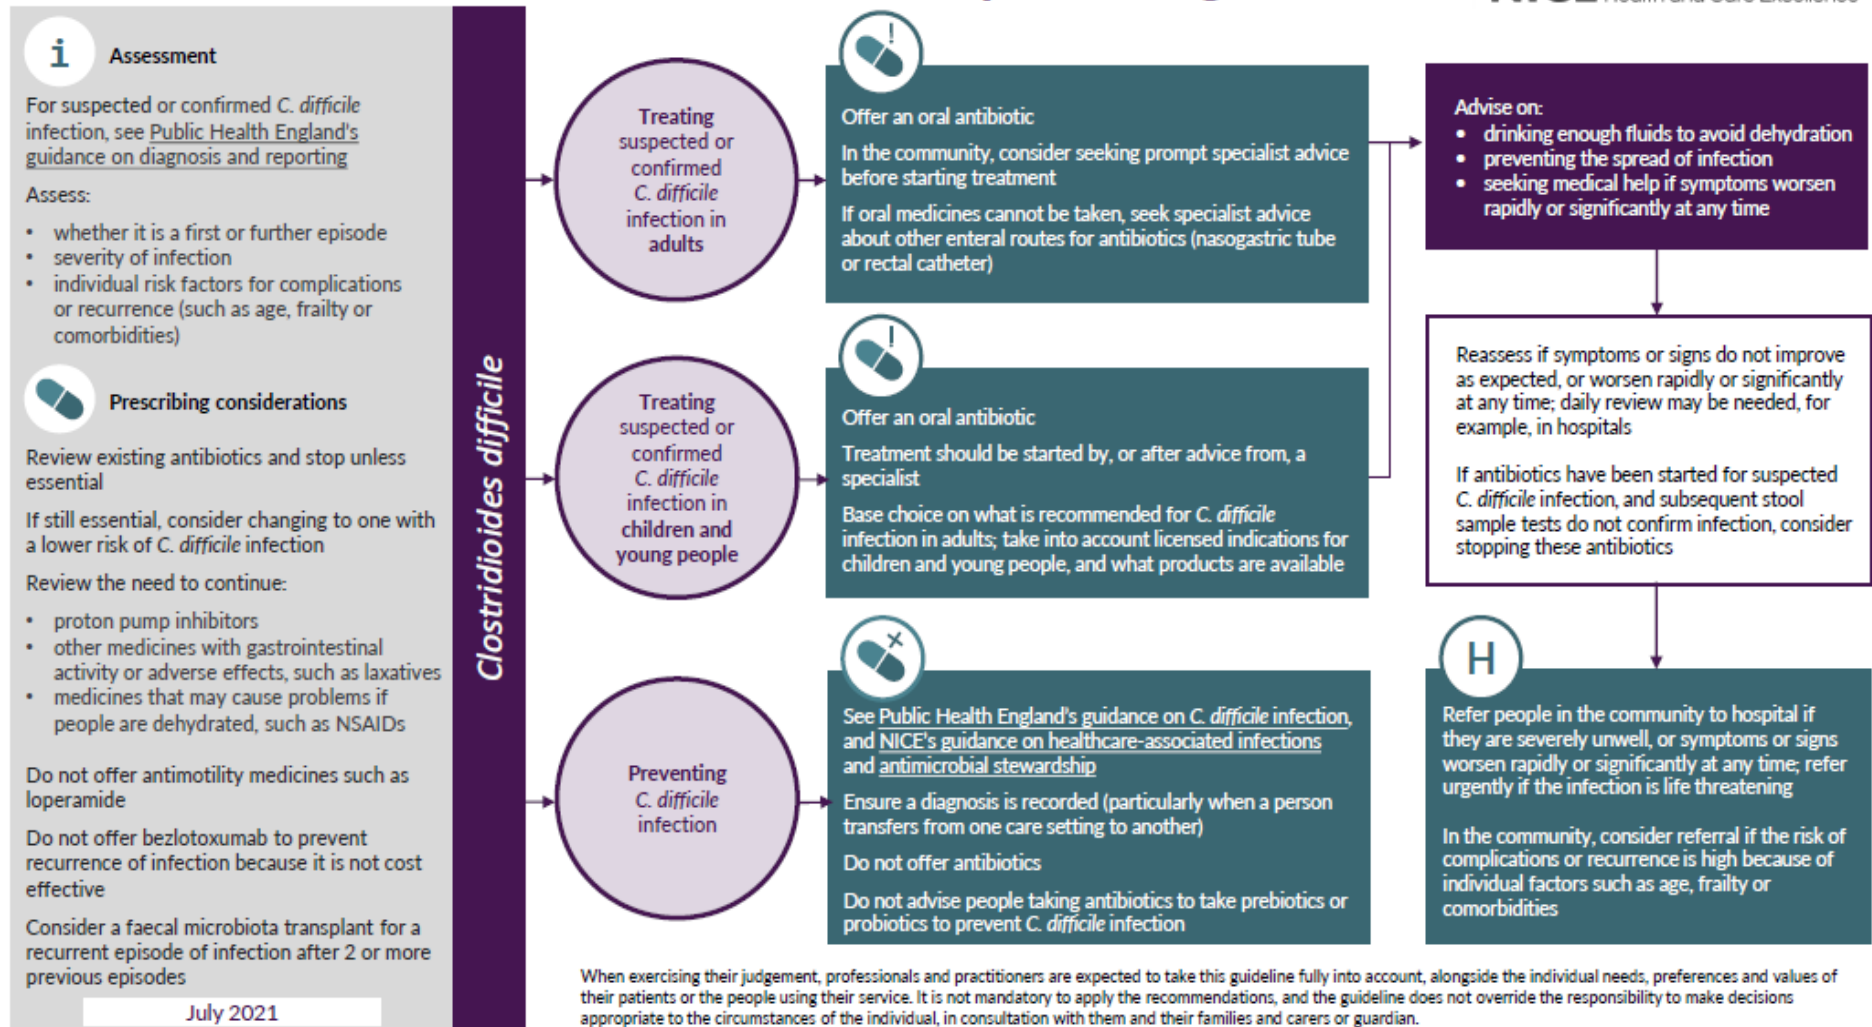 i
Assessment
For suspected or confirmed C. difficile
infection, see Public Health England's
guidance on diagnosis and reporting
Assess:
• whether it is a first or further episode
• severity of infection
• individual risk factors for complications
or recurrence (such as age, frailty or
comorbidities)
Prescribing considerations
Review existing antibiotics and stop unless
essential
If still essential, consider changing to one with
a lower risk of C. difficile infection
Review the need to continue:
• proton pump inhibitors
• other medicines with gastrointestinal
activity or adverse effects, such as laxatives
• medicines that may cause problems if
people are dehydrated, such as NSAIDs
Do not offer antimotility medicines such as
loperamide
Do not offer bezlotoxumab to prevent
recurrence of infection because it is not cost
effective
Consider a faecal microbiota transplant for a
recurrent episode of infection after 2 or more
previous episodes
July 2021
Clostridioides difficile
Treating
suspected or
confirmed
C. difficile
infection in
adults
!
Offer an oral antibiotic
In the community, consider seeking prompt specialist advice
before starting treatment
If oral medicines cannot be taken, seek specialist advice
about other enteral routes for antibiotics (nasogastric tube
or rectal catheter)
Treating
suspected or
confirmed
C. difficile
infection in
children and
young people
!
Offer an oral antibiotic
Treatment should be started by, or after advice from, a
specialist
Base choice on what is recommended for C. difficile
infection in adults; take into account licensed indications for
children and young people, and what products are available
Preventing
C. difficile
infection
See Public Health England's guidance on C. difficile infection,
and NICE's guidance on healthcare-associated infections
and antimicrobial stewardship
Ensure a diagnosis is recorded (particularly when a person
transfers from one care setting to another)
Do not offer antibiotics
Do not advise people taking antibiotics to take prebiotics or
probiotics to prevent C. difficile infection
Advise on:
• drinking enough fluids to avoid dehydration
• preventing the spread of infection
• seeking medical help if symptoms worsen
rapidly or significantly at any time
Reassess if symptoms or signs do not improve
as expected, or worsen rapidly or significantly
at any time; daily review may be needed, for
example, in hospitals
If antibiotics have been started for suspected
C. difficile infection, and subsequent stool
sample tests do not confirm infection, consider
stopping these antibiotics
H
Refer people in the community to hospital if
they are severely unwell, or symptoms or signs
worsen rapidly or significantly at any time; refer
urgently if the infection is life threatening
In the community, consider referral if the risk of
complications or recurrence is high because of
individual factors such as age, frailty or
comorbidities
When exercising their judgement, professionals and practitioners are expected to take this guideline fully into account, alongside the individual needs, preferences and values of
their patients or the people using their service. It is not mandatory to apply the recommendations, and the guideline does not override the responsibility to make decisions
appropriate to the circumstances of the individual, in consultation with them and their families and carers or guardian.